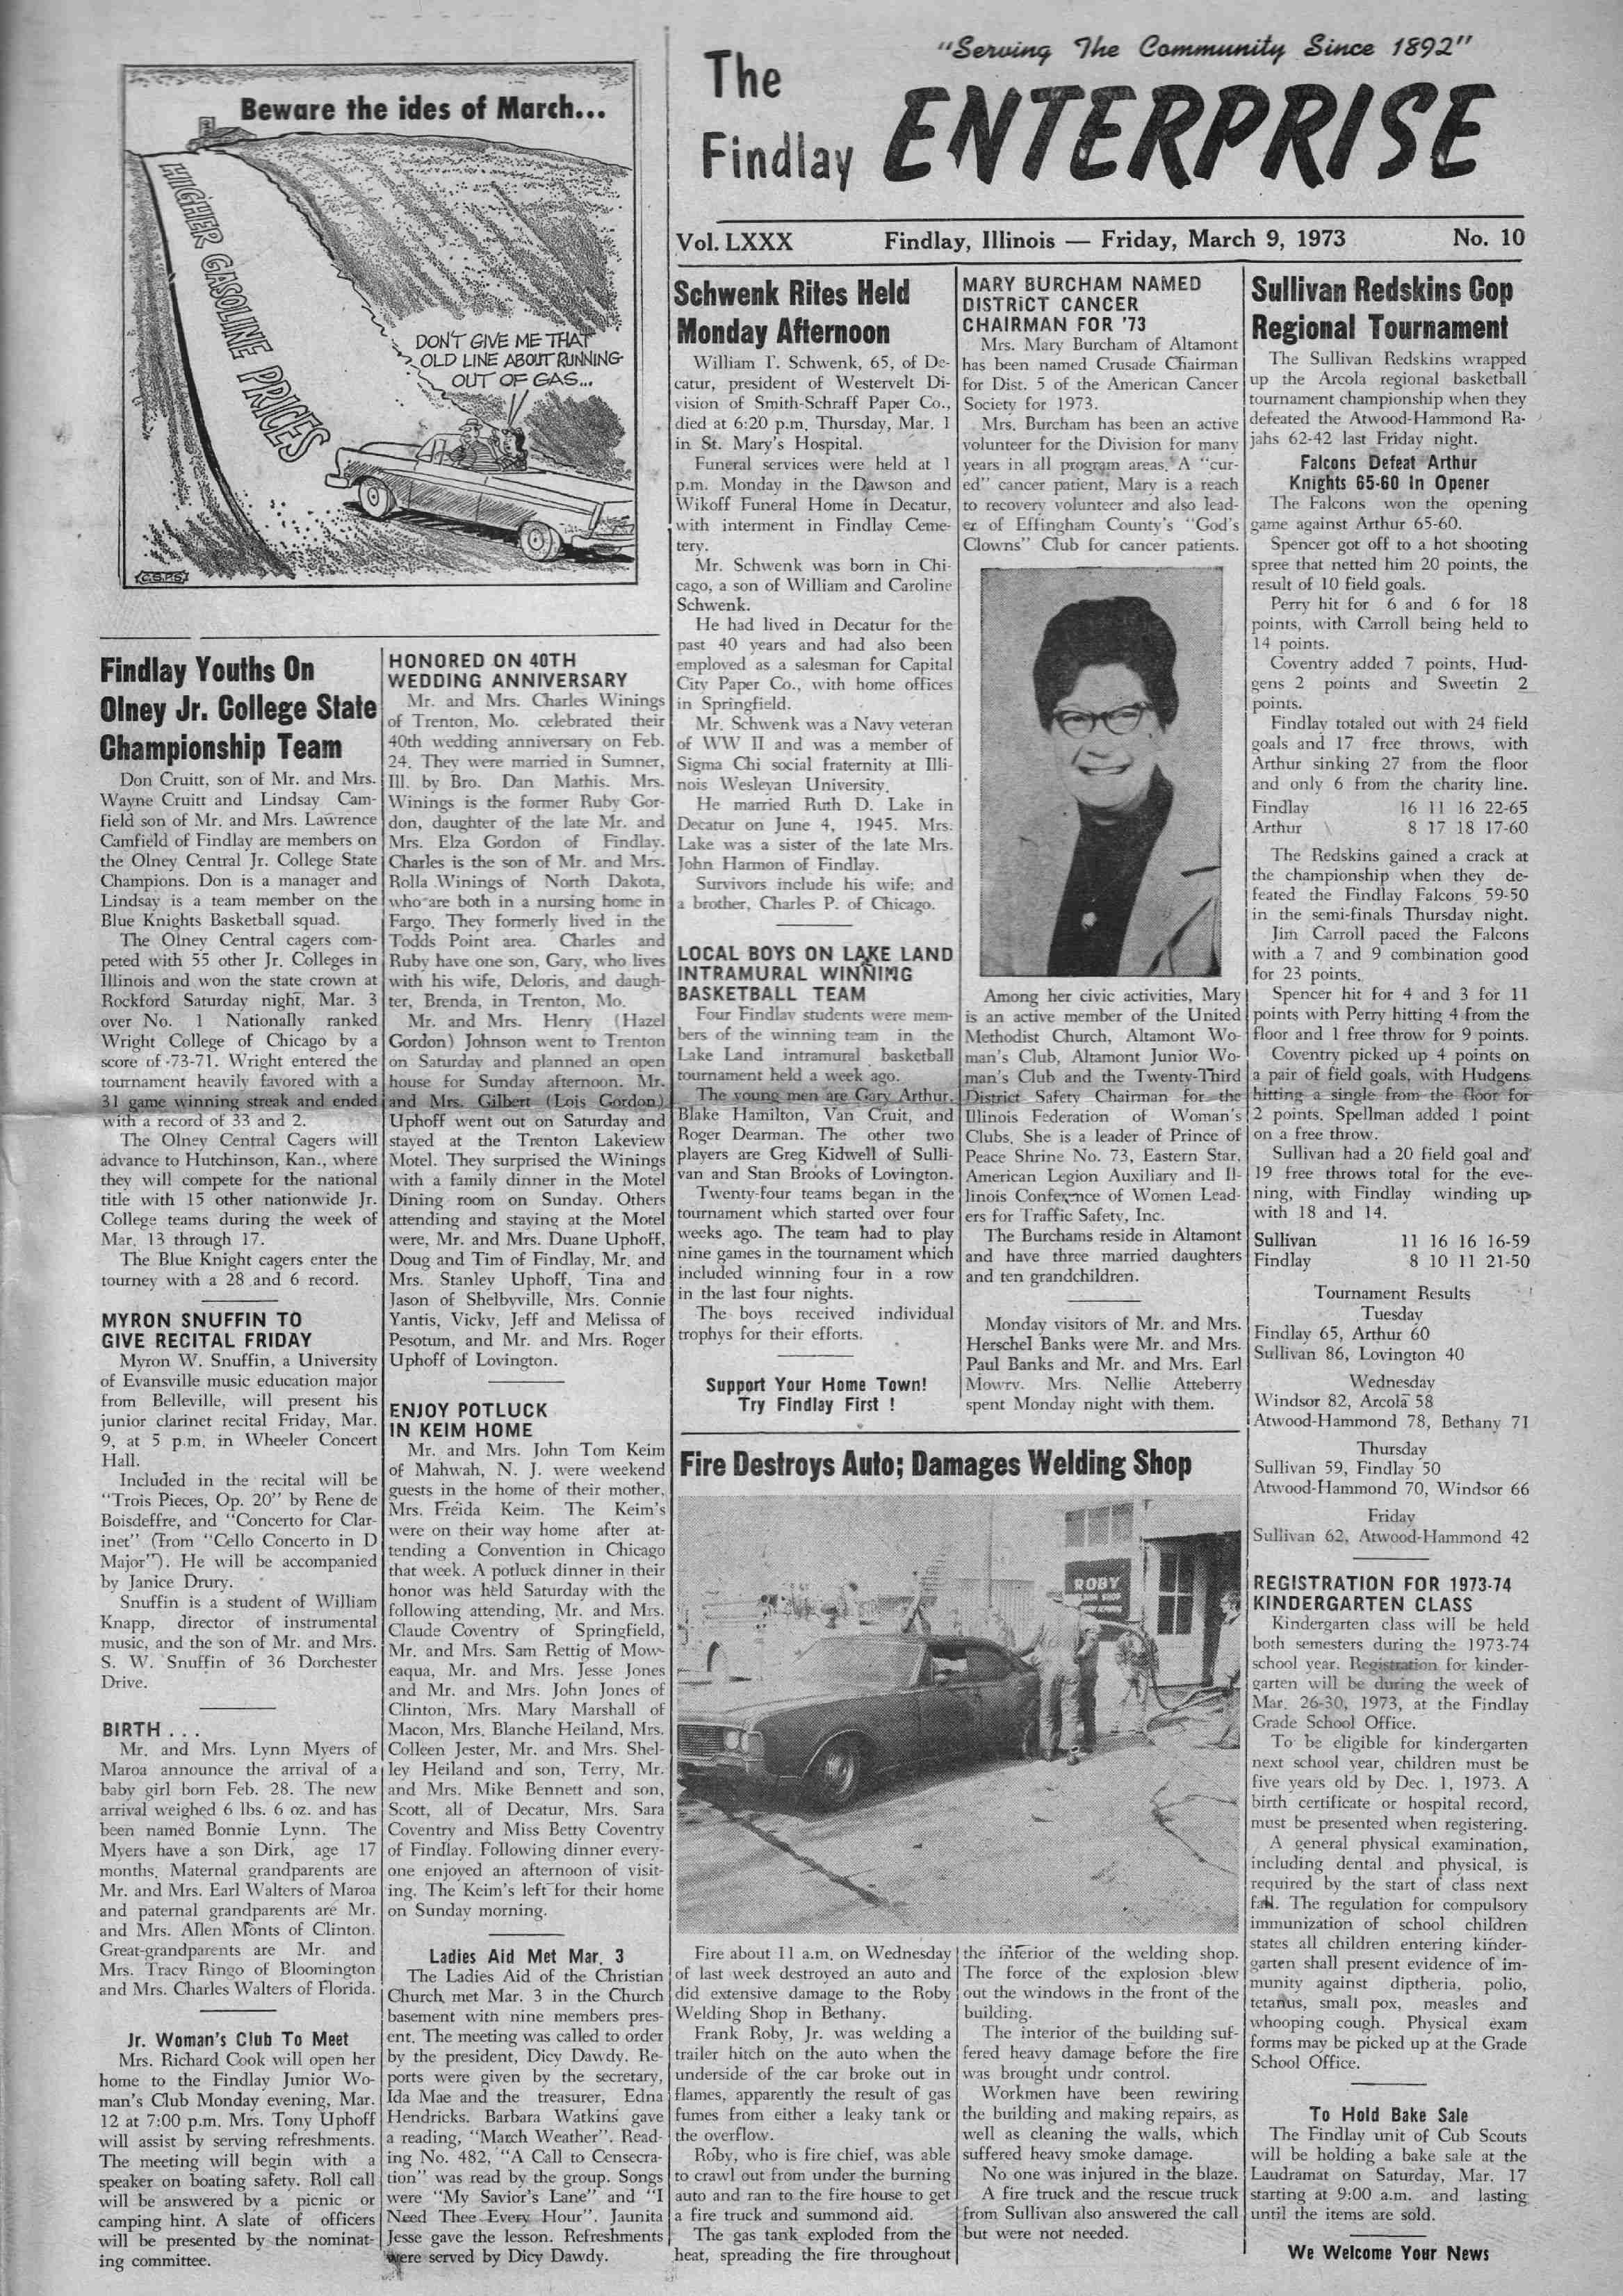 Beware the ides of March...
HIGHER GASOLINE PRICES
DON'T GIVE ME THAT
OLD LINE ABOUT RUNNING
OUT OF GAS...
C.S.P.S.
"Serving The Community Since 1892"
The
Findlay
ENTERPRISE
Vol. LXXX Findlay, Illinois — Friday, March 9, 1973 No. 10
Findlay Youths On
Olney Jr. College State
Championship Team
Don Cruitt, son of Mr. and Mrs.
Wayne Cruitt and Lindsay Cam-
field son of Mr. and Mrs. Lawrence
Camfield of Findlay are members on
the Olney Central Jr. College State
Champions. Don is a manager and
Lindsay is a team member on the
Blue Knights Basketball squad.
The Olney Central cagers com-
peted with 55 other Jr. Colleges in
Illinois and won the state crown at
Rockford Saturday night, Mar. 3
over No. 1 Nationally ranked
Wright College of Chicago by a
score of 73-71. Wright entered the
tournament heavily favored with a
31 game winning streak and ended
with a record of 33 and 2.
The Olney Central Cagers will
advance to Hutchinson, Kan., where
they will compete for the national
title with 15 other nationwide Jr.
College teams during the week of
Mar. 13 through 17.
The Blue Knight cagers enter the
tourney with a 28 and 6 record.
MYRON SNUFFIN TO
GIVE RECITAL FRIDAY
Myron W. Snuffin, a University
of Evansville music education major
from Belleville, will present his
junior clarinet recital Friday, Mar.
9, at 5 p.m. in Wheeler Concert
Hall.
Included in the recital will be
"Trois Pieces, Op. 20" by Rene de
Boisdeffre, and "Concerto for Clar-
inet" (from "Cello Concerto in D
Major"). He will be accompanied
by Janice Drury.
Snuffin is a student of William
Knapp, director of instrumental
music, and the son of Mr. and Mrs.
S. W. Snuffin of 36 Dorchester
Drive.
BIRTH . . .
Mr. and Mrs. Lynn Myers of
Maroa announce the arrival of a
baby girl born Feb. 28. The new
arrival weighed 6 lbs. 6 oz. and has
been named Bonnie Lynn. The
Myers have a son Dirk, age 17
months. Maternal grandparents are
Mr. and Mrs. Earl Walters of Maroa
and paternal grandparents are Mr.
and Mrs. Allen Monts of Clinton.
Great-grandparents are Mr. and
Mrs. Tracy Ringo of Bloomington
and Mrs. Charles Walters of Florida.
Jr. Woman's Club To Meet
Mrs. Richard Cook will open her
home to the Findlay Junior Wo-
man's Club Monday evening, Mar.
12 at 7:00 p.m. Mrs. Tony Uphoff
will assist by serving refreshments.
The meeting will begin with a
speaker on boating safety. Roll call
will be answered by a picnic or
camping hint. A slate of officers
will be presented by the nominat-
ing committee.
HONORED ON 40TH
WEDDING ANNIVERSARY
Mr. and Mrs. Charles Winings
of Trenton, Mo. celebrated their
40th wedding anniversary on Feb.
24. They were married in Sumner,
Ill. by Bro. Dan Mathis. Mrs.
Winings is the former Ruby Gor-
don, daughter of the late Mr. and
Mrs. Elza Gordon of Findlay.
Charles is the son of Mr. and Mrs.
Rolla Winings of North Dakota,
who are both in a nursing home in
Fargo. They formerly lived in the
Todds Point area. Charles and
Ruby have one son, Gary, who lives
with his wife, Deloris, and daugh-
ter, Brenda, in Trenton, Mo.
Mr. and Mrs. Henry (Hazel
Gordon) Johnson went to Trenton
on Saturday and planned an open
house for Sunday afternoon. Mr.
and Mrs. Gilbert (Lois Gordon)
Uphoff went out on Saturday and
stayed at the Trenton Lakeview
Motel. They surprised the Winings
with a family dinner in the Motel
Dining room on Sunday. Others
attending and staying at the Motel
were, Mr. and Mrs. Duane Uphoff,
Doug and Tim of Findlay, Mr. and
Mrs. Stanley Uphoff, Tina and
Jason of Shelbyville, Mrs. Connie
Yantis, Vicky, Jeff and Melissa of
Pesotum, and Mr. and Mrs. Roger
Uphoff of Lovington.
ENJOY POTLUCK
IN KEIM HOME
Mr. and Mrs. John Tom Keim
of Mahwah, N. J. were weekend
guests in the home of their mother,
Mrs. Freida Keim. The Keim's
were on their way home after at-
tending a Convention in Chicago
that week. A potluck dinner in their
honor was held Saturday with the
following attending, Mr. and Mrs.
Claude Coventry of Springfield,
Mr. and Mrs. Sam Rettig of Mow-
eaqua, Mr. and Mrs. Jesse Jones
and Mr. and Mrs. John Jones of
Clinton, Mrs. Mary Marshall of
Macon, Mrs. Blanche Heiland, Mrs.
Colleen Jester, Mr. and Mrs. Shel-
ley Heiland and son, Terry, Mr.
and Mrs. Mike Bennett and son,
Scott, all of Decatur, Mrs. Sara
Coventry and Miss Betty Coventry
of Findlay. Following dinner every-
one enjoyed an afternoon of visit-
ing. The Keim's left for their home
on Sunday morning.
Ladies Aid Met Mar. 3
The Ladies Aid of the Christian
Church met Mar. 3 in the Church
basement with nine members pres-
ent. The meeting was called to order
by the president, Dicy Dawdy. Re-
ports were given by the secretary,
Ida Mae and the treasurer, Edna
Hendricks. Barbara Watkins gave
a reading, "March Weather". Read-
ing No. 482, "A Call to Censecra-
tion" was read by the group. Songs
were "My Savior's Lane" and "I
Need Thee Every Hour". Jaunita
Jesse gave the lesson. Refreshments
were served by Dicy Dawdy.
Schwenk Rites Held
Monday Afternoon
William T. Schwenk, 65, of De-
catur, president of Westervelt Di-
vision of Smith-Schraff Paper Co.,
died at 6:20 p.m. Thursday, Mar. 1
in St. Mary's Hospital.
Funeral services were held at 1
p.m. Monday in the Dawson and
Wikoff Funeral Home in Decatur,
with interment in Findlay Ceme-
tery.
Mr. Schwenk was born in Chi-
cago, a son of William and Caroline
Schwenk.
He had lived in Decatur for the
past 40 years and had also been
employed as a salesman for Capital
City Paper Co., with home offices
in Springfield.
Mr. Schwenk was a Navy veteran
of WW II and was a member of
Sigma Chi social fraternity at Illi-
nois Wesleyan University.
He married Ruth D. Lake in
Decatur on June 4, 1945. Mrs.
Lake was a sister of the late Mrs.
John Harmon of Findlay.
Survivors include his wife; and
a brother, Charles P. of Chicago.
LOCAL BOYS ON LAKE LAND
INTRAMURAL WINNING
BASKETBALL TEAM
Four Findlay students were mem-
bers of the winning team in the
Lake Land intramural basketball
tournament held a week ago.
The young men are Gary Arthur,
Blake Hamilton, Van Cruit, and
Roger Dearman. The other two
players are Greg Kidwell of Sulli-
van and Stan Brooks of Lovington.
Twenty-four teams began in the
tournament which started over four
weeks ago. The team had to play
nine games in the tournament which
included winning four in a row
in the last four nights.
The boys received individual
trophys for their efforts.
Support Your Home Town!
Try Findlay First !
MARY BURCHAM NAMED
DISTRICT CANCER
CHAIRMAN FOR '73
Mrs. Mary Burcham of Altamont
has been named Crusade Chairman
for Dist. 5 of the American Cancer
Society for 1973.
Mrs. Burcham has been an active
volunteer for the Division for many
years in all program areas. A "cur-
ed" cancer patient, Mary is a reach
to recovery volunteer and also lead-
er of Effingham County's "God's
Clowns" Club for cancer patients.
Among her civic activities, Mary
is an active member of the United
Methodist Church, Altamont Wo-
man's Club, Altamont Junior Wo-
man's Club and the Twenty-Third
District Safety Chairman for the
Illinois Federation of Woman's
Clubs. She is a leader of Prince of
Peace Shrine No. 73, Eastern Star,
American Legion Auxiliary and Il-
linois Conference of Women Lead-
ers for Traffic Safety, Inc.
The Burchams reside in Altamont
and have three married daughters
and ten grandchildren.
Monday visitors of Mr. and Mrs.
Herschel Banks were Mr. and Mrs.
Paul Banks and Mr. and Mrs. Earl
Mowry. Mrs. Nellie Atteberry
spent Monday night with them.
Fire Destroys Auto; Damages Welding Shop
ROBY
Fire about 11 a.m. on Wednesday
of last week destroyed an auto and
did extensive damage to the Roby
Welding Shop in Bethany.
Frank Roby, Jr. was welding a
trailer hitch on the auto when the
underside of the car broke out in
flames, apparently the result of gas
fumes from either a leaky tank or
the overflow.
Roby, who is fire chief, was able
to crawl out from under the burning
auto and ran to the fire house to get
a fire truck and summond aid.
The gas tank exploded from the
heat, spreading the fire throughout
the interior of the welding shop.
The force of the explosion blew
out the windows in the front of the
building.
The interior of the building suf-
fered heavy damage before the fire
was brought undr control.
Workmen have been rewiring
the building and making repairs, as
well as cleaning the walls, which
suffered heavy smoke damage.
No one was injured in the blaze.
A fire truck and the rescue truck
from Sullivan also answered the call
but were not needed.
Sullivan Redskins Cop
Regional Tournament
The Sullivan Redskins wrapped
up the Arcola regional basketball
tournament championship when they
defeated the Atwood-Hammond Ra-
jahs 62-42 last Friday night.
Falcons Defeat Arthur
Knights 65-60 In Opener
The Falcons won the opening
game against Arthur 65-60.
Spencer got off to a hot shooting
spree that netted him 20 points, the
result of 10 field goals.
Perry hit for 6 and 6 for 18
points, with Carroll being held to
14 points.
Coventry added 7 points, Hud-
gens 2 points and Sweetin 2
points.
Findlay totaled out with 24 field
goals and 17 free throws, with
Arthur sinking 27 from the floor
and only 6 from the charity line.
Findlay 16 11 16 22-65
Arthur 8 17 18 17-60
The Redskins gained a crack at
the championship when they de-
feated the Findlay Falcons 59-50
in the semi-finals Thursday night.
Jim Carroll paced the Falcons
with a 7 and 9 combination good
for 23 points.
Spencer hit for 4 and 3 for 11
points with Perry hitting 4 from the
floor and 1 free throw for 9 points.
Coventry picked up 4 points on
a pair of field goals, with Hudgens
hitting a single from the floor for
2 points. Spellman added 1 point
on a free throw.
Sullivan had a 20 field goal and
19 free throws total for the eve-
ning, with Findlay winding up
with 18 and 14.
Sullivan 11 16 16 16-59
Findlay 8 10 11 21-50
Tournament Results
Tuesday
Findlay 65, Arthur 60
Sullivan 86, Lovington 40
Wednesday
Windsor 82, Arcola 58
Atwood-Hammond 78, Bethany 71
Thursday
Sullivan 59, Findlay 50
Atwood-Hammond 70, Windsor 66
Friday
Sullivan 62, Atwood-Hammond 42
REGISTRATION FOR 1973-74
KINDERGARTEN CLASS
Kindergarten class will be held
both semesters during the 1973-74
school year. Registration for kinder-
garten will be during the week of
Mar. 26-30, 1973, at the Findlay
Grade School Office.
To be eligible for kindergarten
next school year, children must be
five years old by Dec. 1, 1973. A
birth certificate or hospital record,
must be presented when registering.
A general physical examination,
including dental and physical, is
required by the start of class next
fall. The regulation for compulsory
immunization of school children
states all children entering kinder-
garten shall present evidence of im-
munity against diptheria, polio,
tetanus, small pox, measles and
whooping cough. Physical exam
forms may be picked up at the Grade
School Office.
To Hold Bake Sale
The Findlay unit of Cub Scouts
will be holding a bake sale at the
Laudramat on Saturday, Mar. 17
starting at 9:00 a.m. and lasting
until the items are sold.
We Welcome Your News